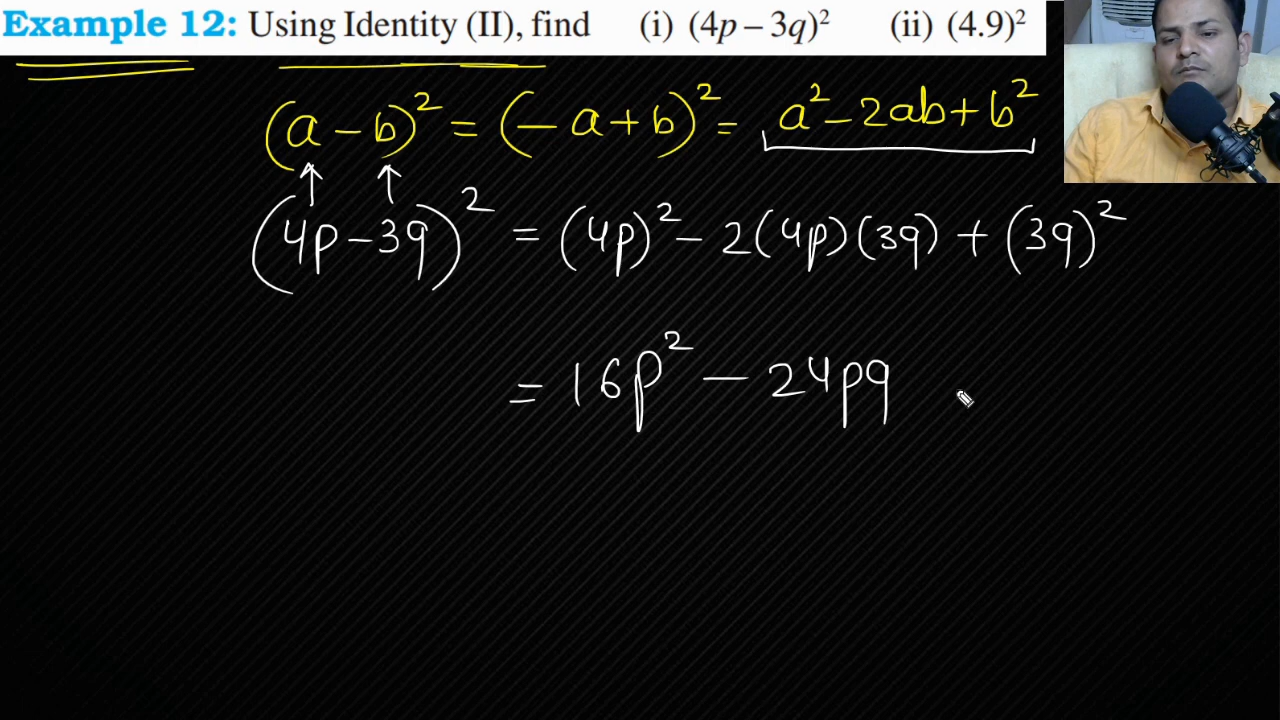 Example 12: Using Identity (II), find (i) (4p – 3q)² (ii) (4.9)²
(a − b)² = (− a + b)² = a² − 2ab + b²
(4p − 3q)² = (4p)² − 2(4p)(3q) + (3q)²
= 16p² − 24pq